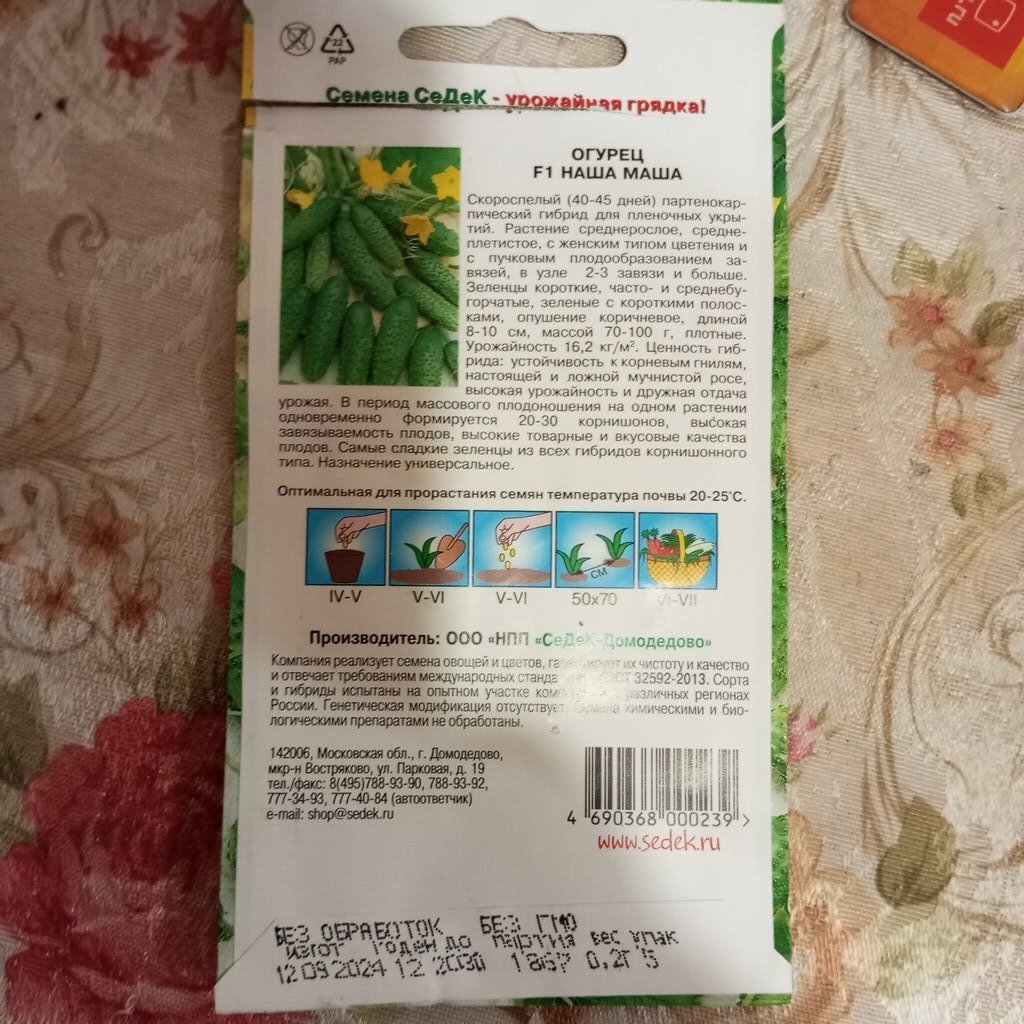 22
PAP
Семена СеДеК - урожайная грядка!
ОГУРЕЦ
F1 НАША МАША
Скороспелый (40-45 дней) партенокар-
пический гибрид для пленочных укры-
тий. Растение среднерослое, средне-
плетистое, с женским типом цветения и
с пучковым плодообразованием за-
вязей, в узле 2-3 завязи и больше.
Зеленцы короткие, часто- и среднебу-
горчатые, зеленые с короткими полос-
ками, опушение коричневое, длиной
8-10 см, массой 70-100 г, плотные.
Урожайность 16,2 кг/м². Ценность гиб-
рида: устойчивость к корневым гнилям,
настоящей и ложной мучнистой росе,
высокая урожайность и дружная отдача
урожая. В период массового плодоношения на одном растении
одновременно формируется 20-30 корнишонов, высокая
завязываемость плодов, высокие товарные и вкусовые качества
плодов. Самые сладкие зеленцы из всех гибридов корнишонного
типа. Назначение универсальное.
Оптимальная для прорастания семян температура почвы 20-25°С.
СМ
IV-V V-VI V-VI 50x70 VI-VII
Производитель: ООО «НПП «СеДеК-Домодедово»
Компания реализует семена овощей и цветов, гарантирует их чистоту и качество
и отвечает требованиям международных 32592-2013. Сорта
и гибриды испытаны на опытном участке различных регионах
России. Генетическая модификация отсутствует. Семена химическими и био-
логическими препаратами не обработаны.
142006, Московская обл., г. Домодедово,
мкр-н Востряково, ул. Парковая, д. 19
тел./факс: 8(495)788-93-90, 788-93-92,
777-34-93, 777-40-84 (автоответчик)
e-mail: shop@sedek.ru
4 690368 000239 >
www.sedek.ru
БЕЗ ОБРАБОТОК БЕЗ ГМО
изгот годен до партия вес упак
12 09 2024 12 2030 1867 0,2г 5